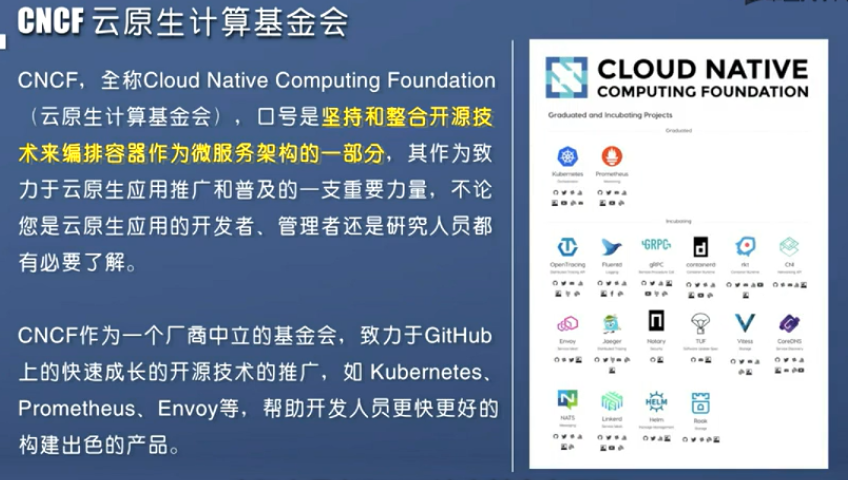 CNCF 云原生计算基金会
CNCF，全称Cloud Native Computing Foundation
（云原生计算基金会），口号是坚持和整合开源技
术来编排容器作为微服务架构的一部分，其作为致
力于云原生应用推广和普及的一支重要力量，不论
您是云原生应用的开发者、管理者还是研究人员都
有必要了解。
CNCF作为一个厂商中立的基金会，致力于GitHub
上的快速成长的开源技术的推广，如 Kubernetes、
Prometheus、Envoy等，帮助开发人员更快更好的
构建出色的产品。
CLOUD NATIVE
COMPUTING FOUNDATION
Graduated and Incubating Projects
Graduated
Kubernetes Prometheus
Incubating
GRPC
OpenTracing Fluentd gRPC containerd rkt CNI
Envoy Jaeger Notary TUF Vitess CoreDNS
HELM
NATS Linkerd Helm Rook